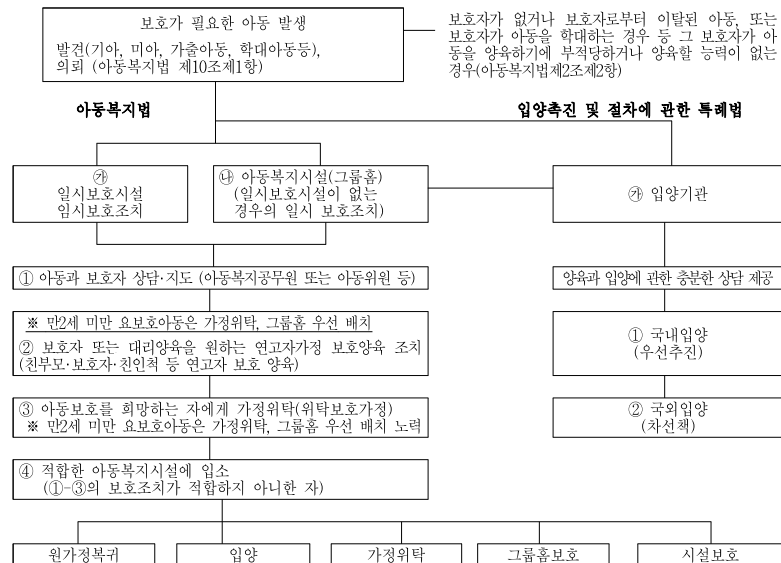 보호가 필요한 아동 발생
발견(기아, 미아, 가출아동, 학대아동등),
의뢰 (아동복지법 제10조제1항)
보호자가 없거나 보호자로부터 이탈된 아동, 또는
보호자가 아동을 학대하는 경우 등 그 보호자가 아
동을 양육하기에 부적당하거나 양육할 능력이 없는
경우(아동복지법제2조제2항)
아동복지법
입양촉진 및 절차에 관한 특례법
㉮
일시보호시설
임시보호조치
㉯ 아동복지시설(그룹홈)
(일시보호시설이 없는
경우의 일시 보호조치)
㉮ 입양기관
① 아동과 보호자 상담·지도 (아동복지공무원 또는 아동위원 등)
양육과 입양에 관한 충분한 상담 제공
※ 만2세 미만 요보호아동은 가정위탁, 그룹홈 우선 배치
② 보호자 또는 대리양육을 원하는 연고자가정 보호양육 조치
(친부모·보호자·친인척 등 연고자 보호 양육)
① 국내입양
(우선추진)
③ 아동보호를 희망하는 자에게 가정위탁(위탁보호가정)
※ 만2세 미만 요보호아동은 가정위탁, 그룹홈 우선 배치 노력
② 국외입양
(차선책)
④ 적합한 아동복지시설에 입소
(①-③의 보호조치가 적합하지 아니한 자)
원가정복귀
입양
가정위탁
그룹홈보호
시설보호